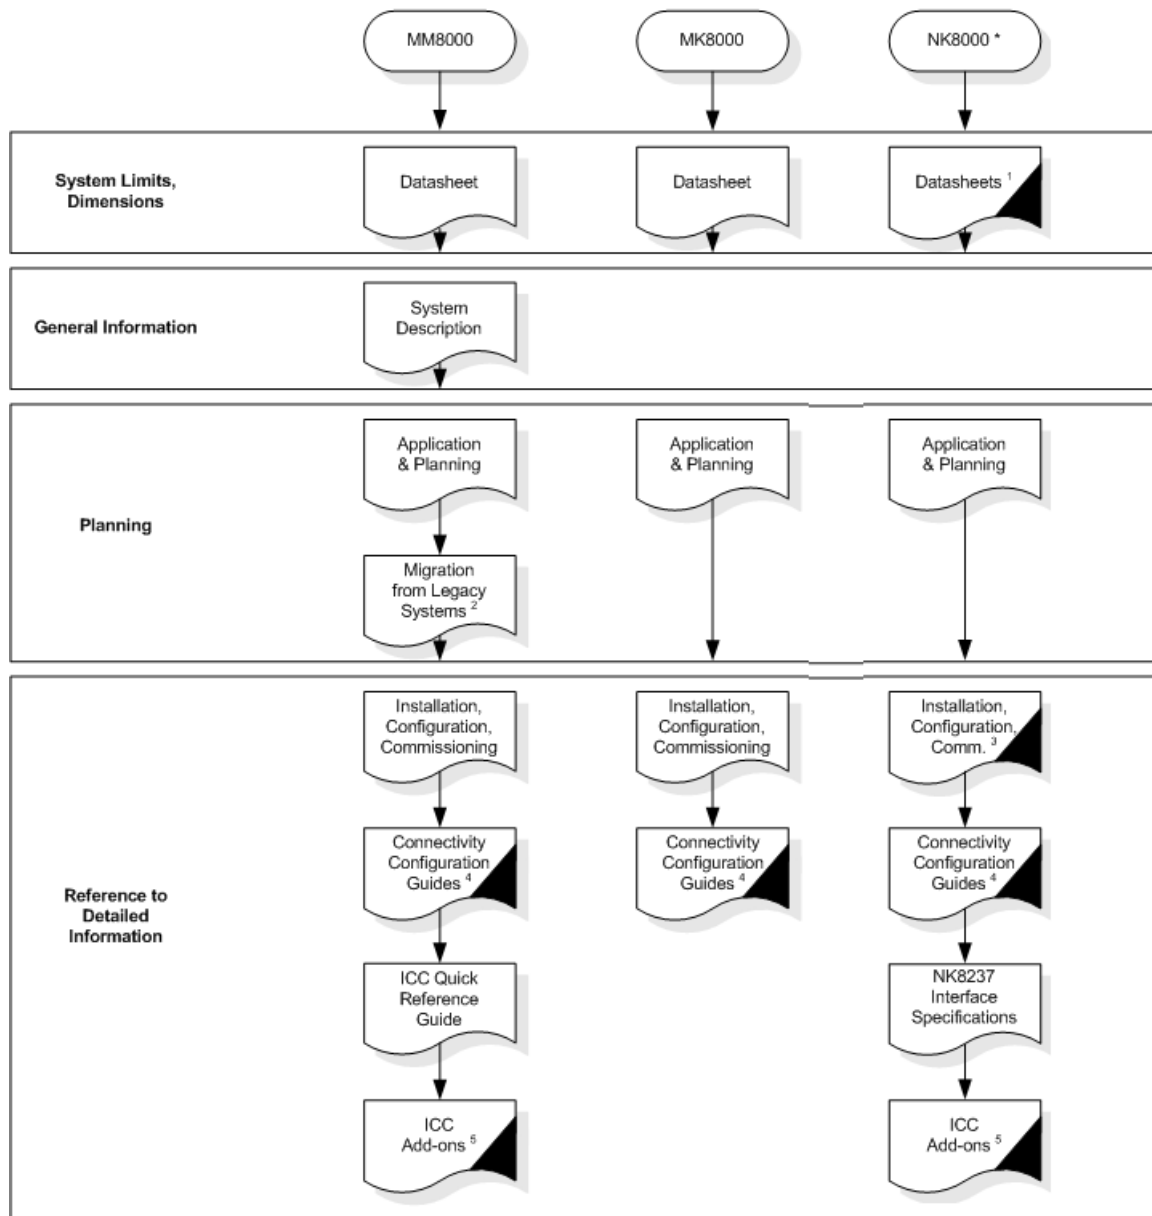 MM8000
MK8000
NK8000 *
System Limits,
Dimensions
Datasheet
Datasheet
Datasheets 1
General Information
System
Description
Planning
Application
& Planning
Application
& Planning
Application
& Planning
Migration
from Legacy
Systems 2
Reference to
Detailed
Information
Installation,
Configuration,
Commissioning
Installation,
Configuration,
Commissioning
Installation,
Configuration,
Comm. 3
Connectivity
Configuration
Guides 4
Connectivity
Configuration
Guides 4
Connectivity
Configuration
Guides 4
ICC Quick
Reference
Guide
NK8237
Interface
Specifications
ICC
Add-ons 5
ICC
Add-ons 5